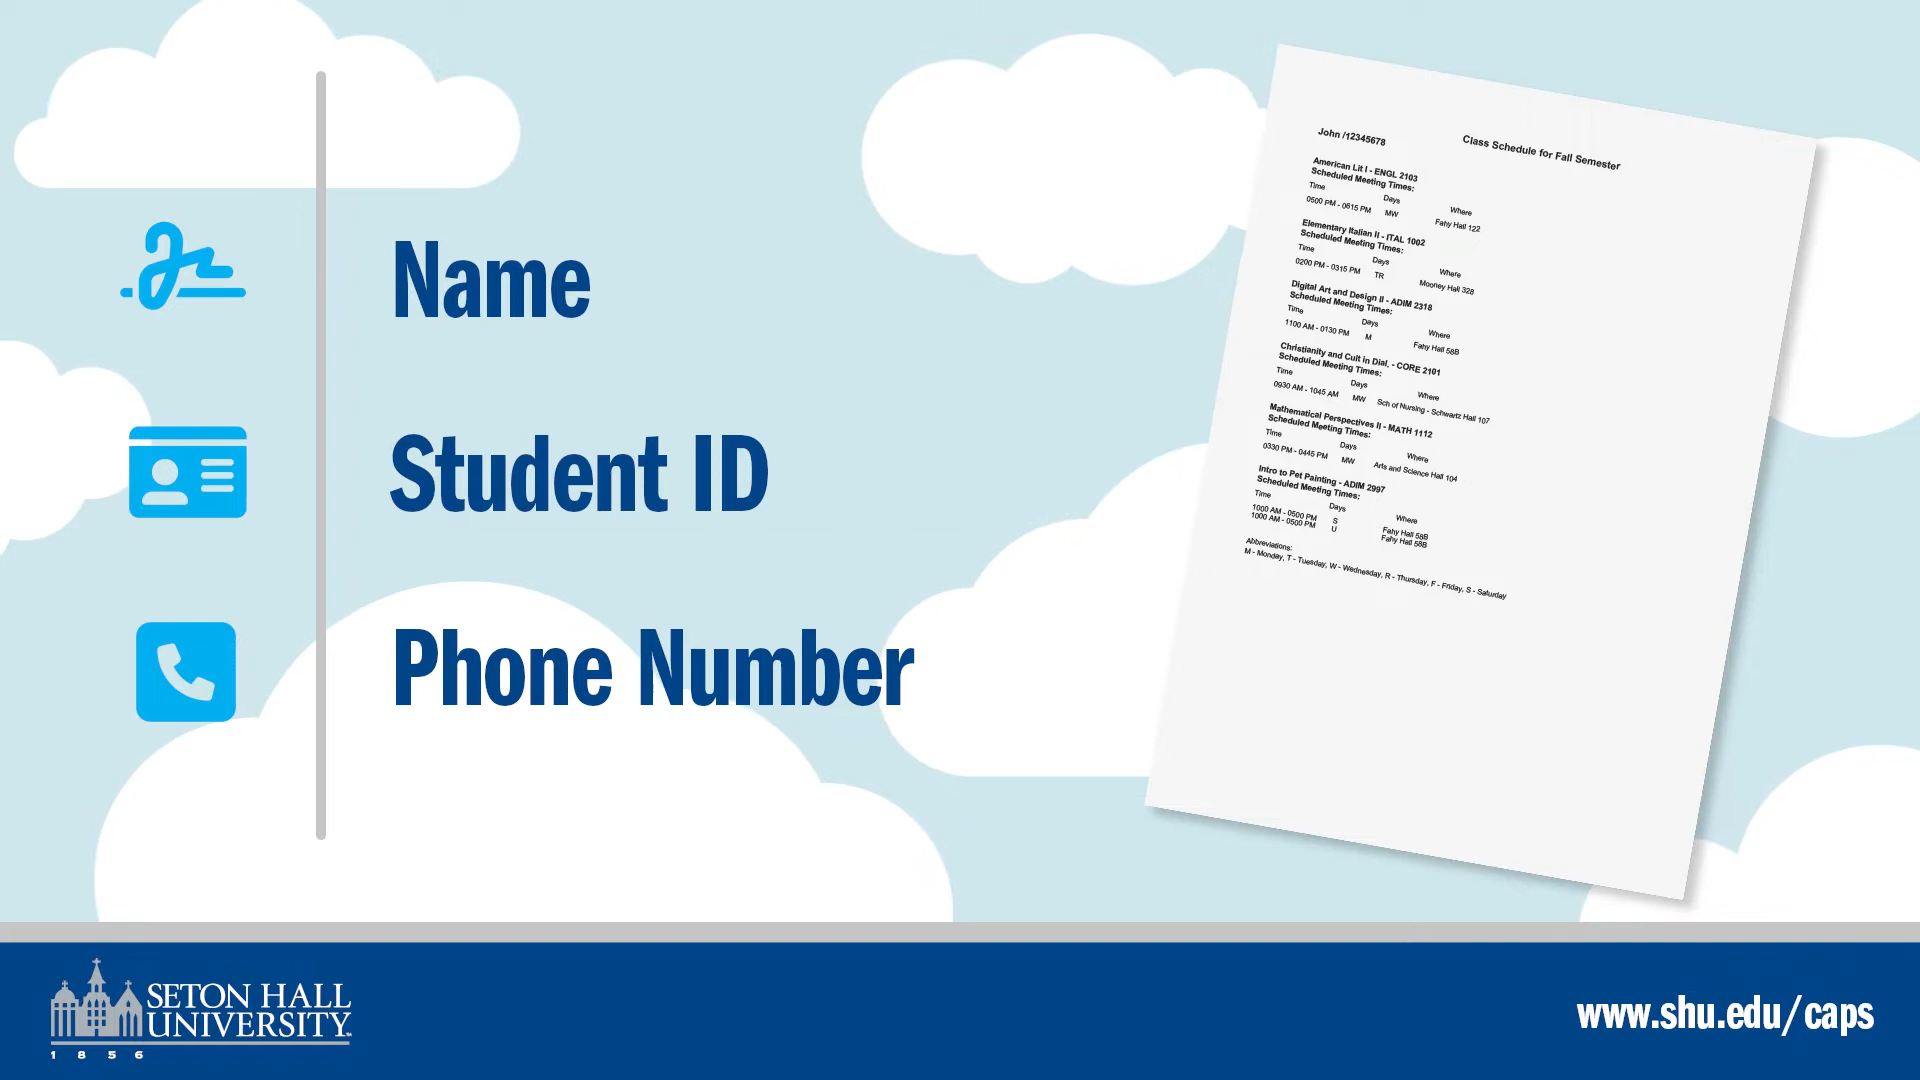 Name
Student ID
Phone Number
John /12345678
Class Schedule for Fall Semester
American Lit I - ENGL 2103
Scheduled Meeting Times:
Time Days Where
0500 PM - 0615 PM MW Fahy Hall 122
Elementary Italian II - ITAL 1002
Scheduled Meeting Times:
Time Days Where
0200 PM - 0315 PM TR Mooney Hall 328
Digital Art and Design II - ADIM 2318
Scheduled Meeting Times:
Time Days Where
1100 AM - 0130 PM M Fahy Hall 58B
Christianity and Cult in Dial. - CORE 2101
Scheduled Meeting Times:
Time Days Where
0930 AM - 1045 AM MW Sch of Nursing - Schwartz Hall 107
Mathematical Perspectives II - MATH 1112
Scheduled Meeting Times:
Time Days Where
0330 PM - 0445 PM MW Arts and Science Hall 104
Intro to Pet Painting - ADIM 2997
Scheduled Meeting Times:
Time Days Where
1000 AM - 0500 PM S Fahy Hall 58B
1000 AM - 0500 PM U Fahy Hall 58B
Abbreviations:
M - Monday, T - Tuesday, W - Wednesday, R - Thursday, F - Friday, S - Saturday
SETON HALL
UNIVERSITY
1856
www.shu.edu/caps